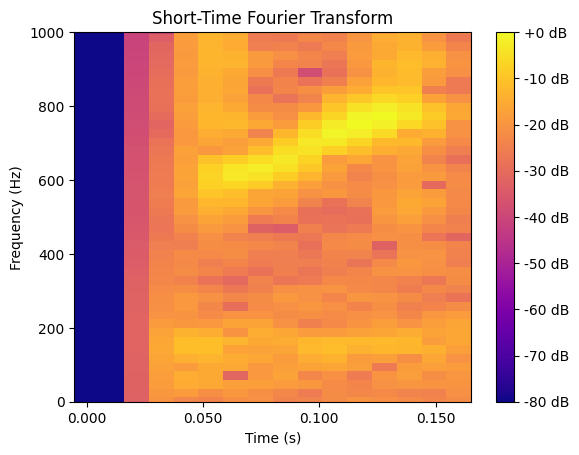 Short-Time Fourier Transform
Frequency (Hz)
1000
800
600
400
200
0
0.000
0.050
0.100
0.150
Time (s)
+0 dB
-10 dB
-20 dB
-30 dB
-40 dB
-50 dB
-60 dB
-70 dB
-80 dB